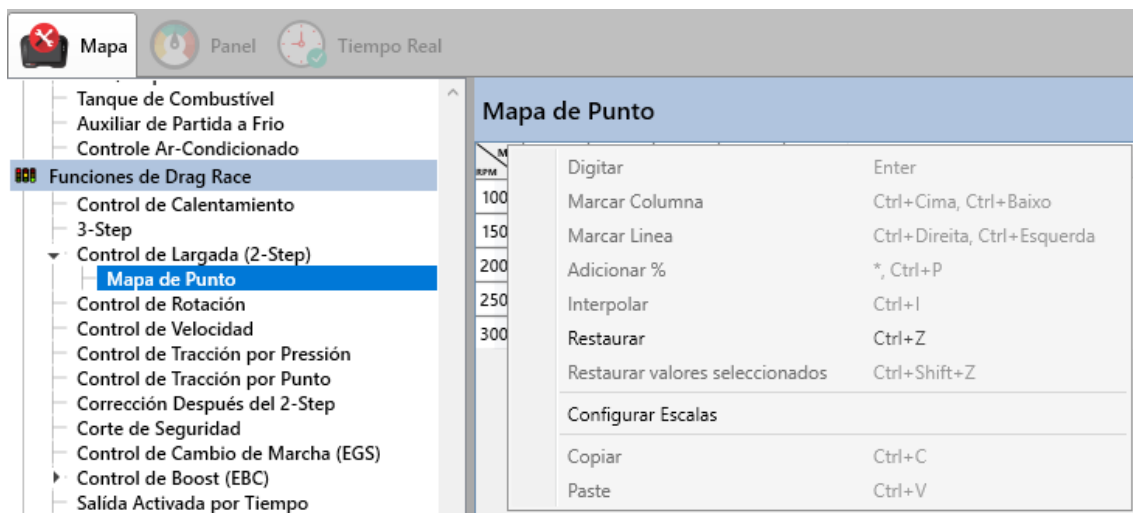 Mapa
Panel
Tiempo Real
Tanque de Combustível
Auxiliar de Partida a Frio
Controle Ar-Condicionado
Funciones de Drag Race
Control de Calentamiento
3-Step
Control de Largada (2-Step)
Mapa de Punto
Control de Rotación
Control de Velocidad
Control de Tracción por Pressión
Control de Tracción por Punto
Corrección Después del 2-Step
Corte de Seguridad
Control de Cambio de Marcha (EGS)
Control de Boost (EBC)
Salída Activada por Tiempo
Mapa de Punto
M
RPM
100
150
200
250
300
Digitar Enter
Marcar Columna Ctrl+Cima, Ctrl+Baixo
Marcar Linea Ctrl+Direita, Ctrl+Esquerda
Adicionar % *, Ctrl+P
Interpolar Ctrl+I
Restaurar Ctrl+Z
Restaurar valores seleccionados Ctrl+Shift+Z
Configurar Escalas
Copiar Ctrl+C
Paste Ctrl+V